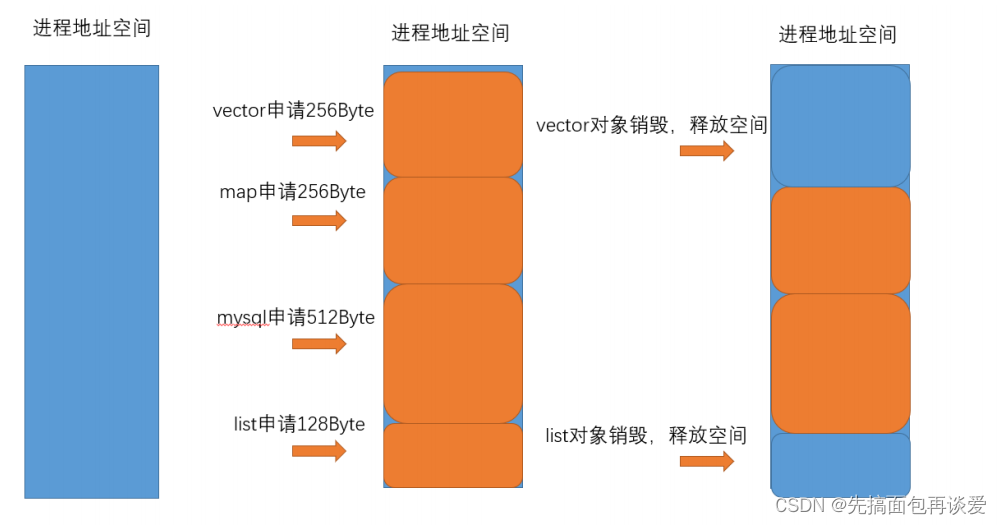 进程地址空间
进程地址空间
进程地址空间
vector申请256Byte
vector对象销毁，释放空间
map申请256Byte
mysql申请512Byte
list申请128Byte
list对象销毁，释放空间
CSDN @先搞面包再谈爱